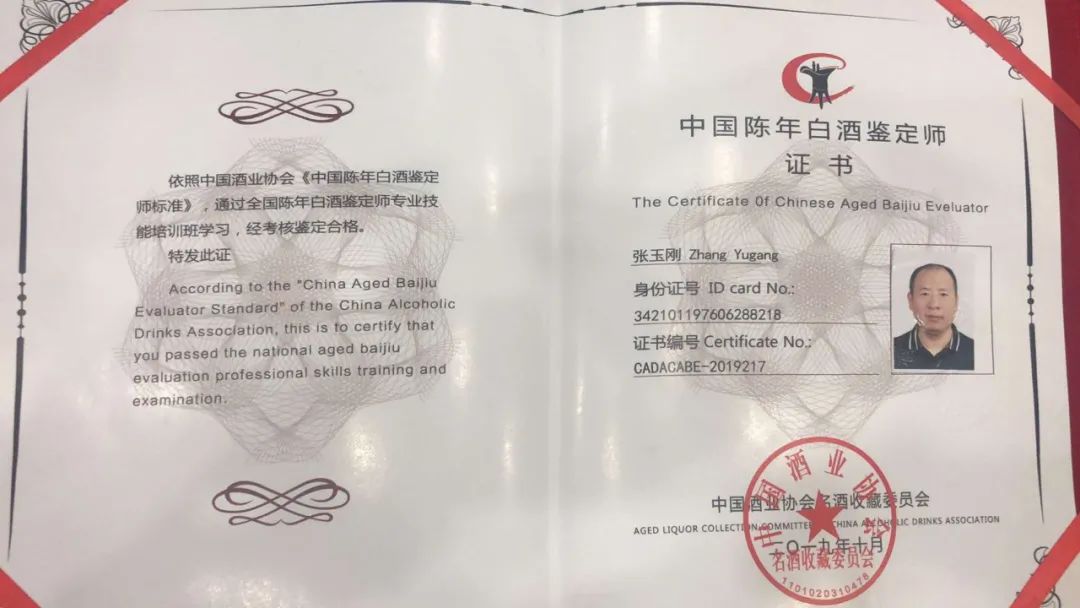 依照中国酒业协会《中国陈年白酒鉴定
师标准》，通过全国陈年白酒鉴定师专业技
能培训班学习，经考核鉴定合格。
特发此证
According to the "China Aged Baijiu
Evaluator Standard" of the China Alcoholic
Drinks Association, this is to certify that
you passed the national aged baijiu
evaluation professional skills training and
examination.
中国陈年白酒鉴定师
证书
The Certificate Of Chinese Aged Baijiu Eveluator
张玉刚 Zhang Yugang
身份证号 ID card No.:
342101197606288218
证书编号 Certificate No.:
CADACABE-2019217
中国酒业协会名酒收藏委员会
AGED LIQUOR COLLECTION COMMITTEE CHINA ALCOHOLIC DRINKS ASSOCIATION
二〇一九年十月
中国酒业协会
名酒收藏委员会
1101020310478